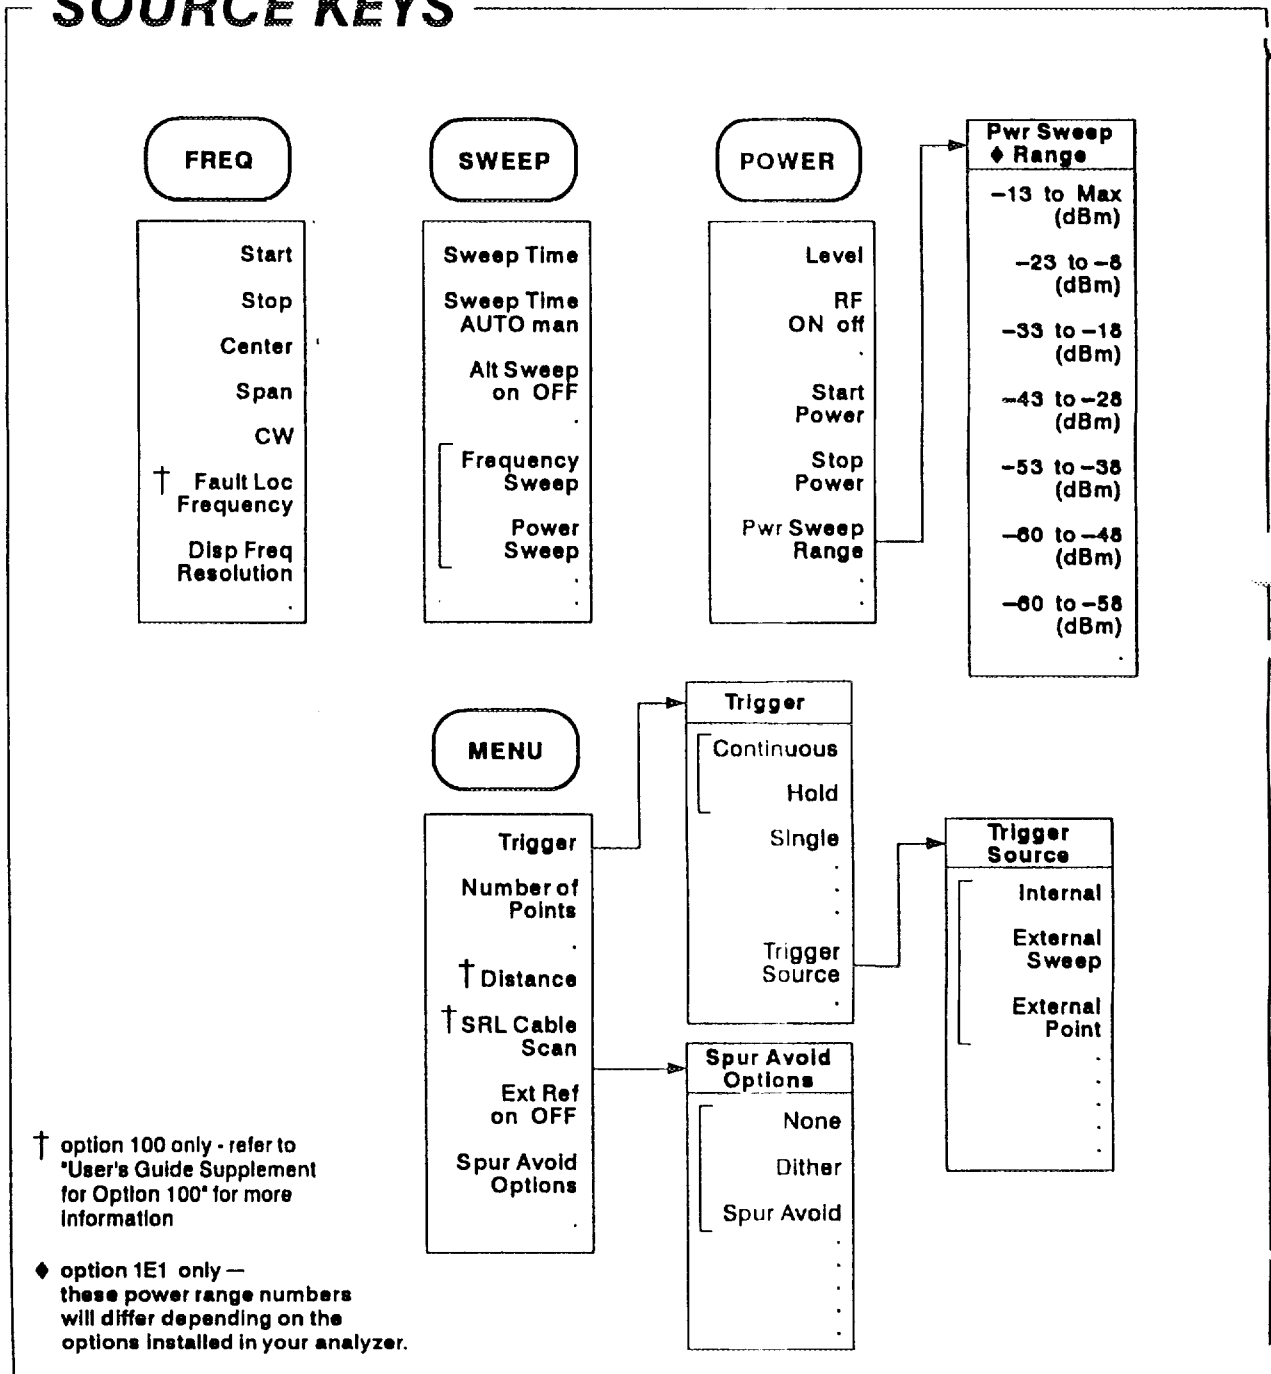 SOURCE KEYS
FREQ
Start
Stop
Center
Span
CW
† Fault Loc
Frequency
Disp Freq
Resolution
SWEEP
Sweep Time
Sweep Time
AUTO man
Alt Sweep
on OFF
Frequency
Sweep
Power
Sweep
POWER
Level
RF
ON off
Start
Power
Stop
Power
Pwr Sweep
Range
Pwr Sweep
♦ Range
–13 to Max
(dBm)
–23 to –8
(dBm)
–33 to –18
(dBm)
–43 to –28
(dBm)
–53 to –38
(dBm)
–60 to –48
(dBm)
–60 to –58
(dBm)
MENU
Trigger
Number of
Points
† Distance
† SRL Cable
Scan
Ext Ref
on OFF
Spur Avoid
Options
Trigger
Continuous
Hold
Single
Trigger
Source
Trigger
Source
Internal
External
Sweep
External
Point
Spur Avoid
Options
None
Dither
Spur Avoid
† option 100 only - refer to
"User's Guide Supplement
for Option 100" for more
information
♦ option 1E1 only —
these power range numbers
will differ depending on the
options installed in your analyzer.